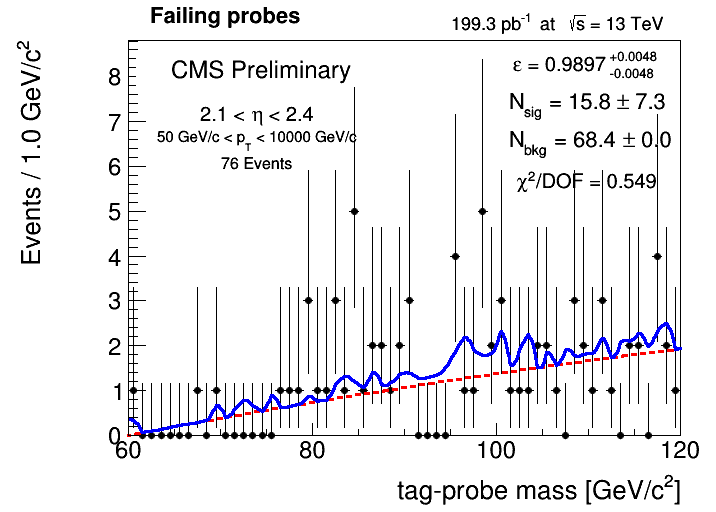 Failing probes
199.3 pb⁻¹ at √s = 13 TeV
CMS Preliminary
ε = 0.9897 +0.0048 -0.0048
2.1 < η < 2.4
N_sig = 15.8 ± 7.3
50 GeV/c < p_T < 10000 GeV/c
N_bkg = 68.4 ± 0.0
76 Events
χ²/DOF = 0.549
Events / 1.0 GeV/c²
8
7
6
5
4
3
2
1
0
60 80 100 120
tag-probe mass [GeV/c²]